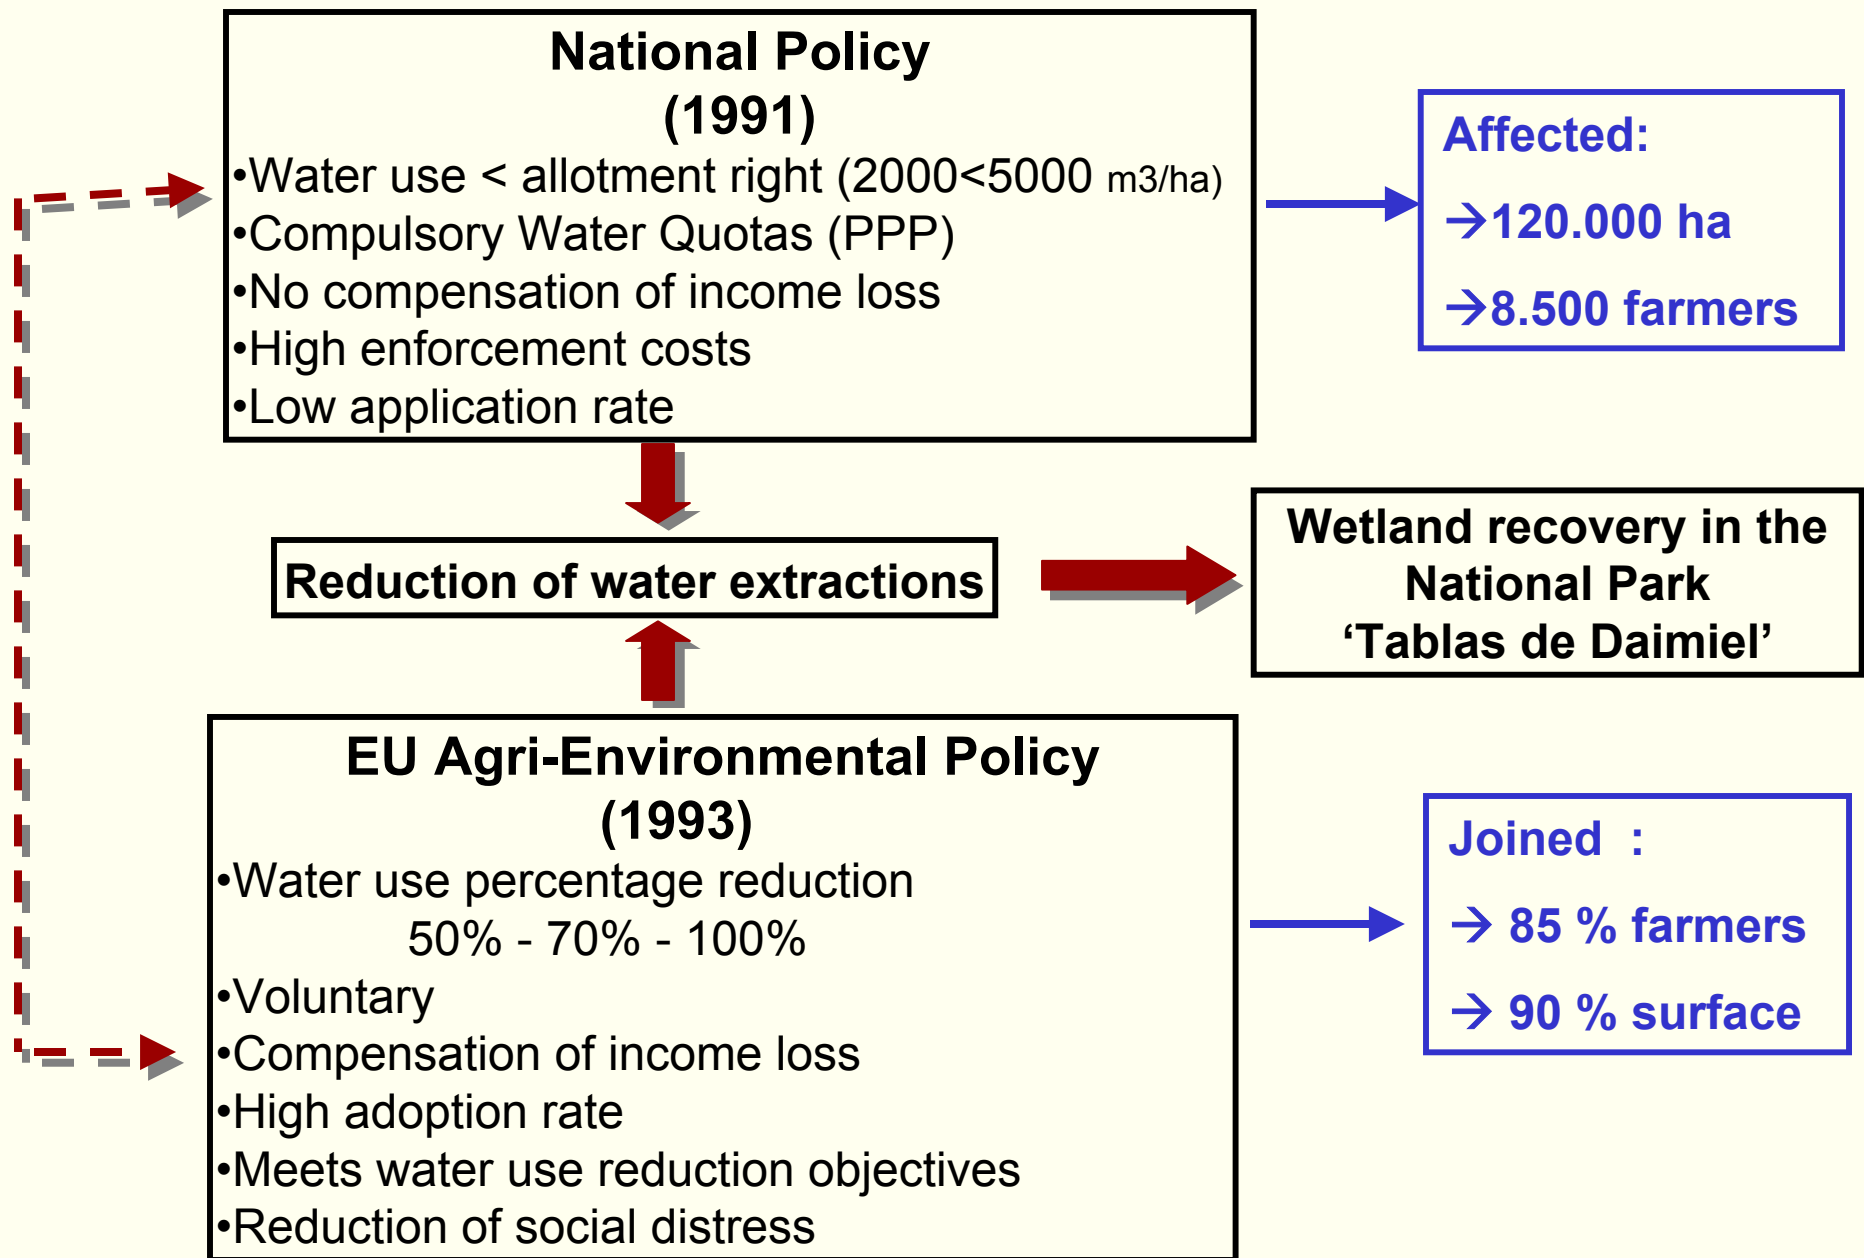 National Policy
(1991)
•Water use < allotment right (2000<5000 m3/ha)
•Compulsory Water Quotas (PPP)
•No compensation of income loss
•High enforcement costs
•Low application rate
Affected:
→120.000 ha
→8.500 farmers
Reduction of water extractions
Wetland recovery in the
National Park
‘Tablas de Daimiel’
EU Agri-Environmental Policy
(1993)
•Water use percentage reduction
50% - 70% - 100%
•Voluntary
•Compensation of income loss
•High adoption rate
•Meets water use reduction objectives
•Reduction of social distress
Joined :
→ 85 % farmers
→ 90 % surface